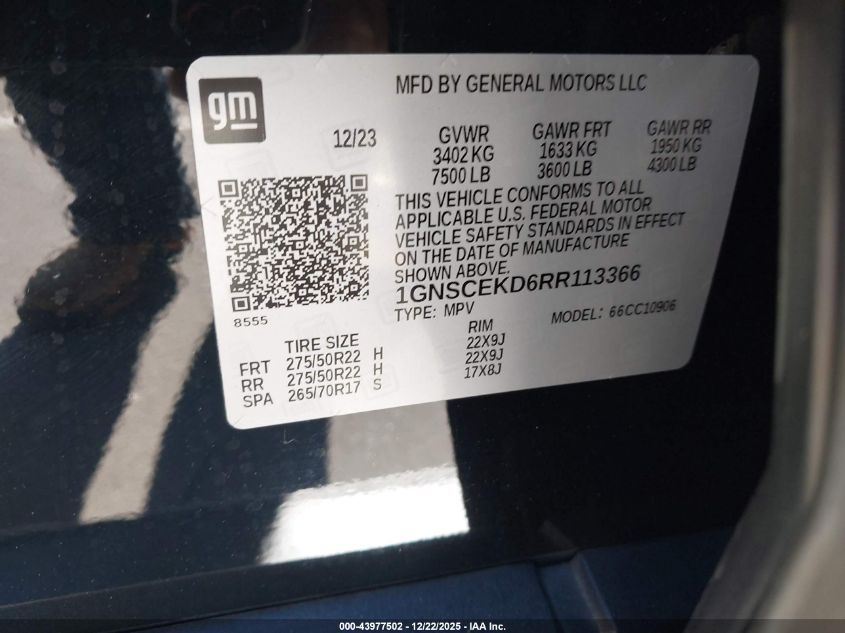 gm
MFD BY GENERAL MOTORS LLC
12/23
GVWR GAWR FRT GAWR RR
3402 KG 1633 KG 1950 KG
7500 LB 3600 LB 4300 LB
THIS VEHICLE CONFORMS TO ALL
APPLICABLE U.S. FEDERAL MOTOR
VEHICLE SAFETY STANDARDS IN EFFECT
ON THE DATE OF MANUFACTURE
SHOWN ABOVE.
1GNSCEKD6RR113366
TYPE: MPV MODEL: 66CC10906
8555
TIRE SIZE RIM
FRT 275/50R22 H 22X9J
RR 275/50R22 H 22X9J
SPA 265/70R17 S 17X8J
000-43977502 - 12/22/2025 - IAA Inc.